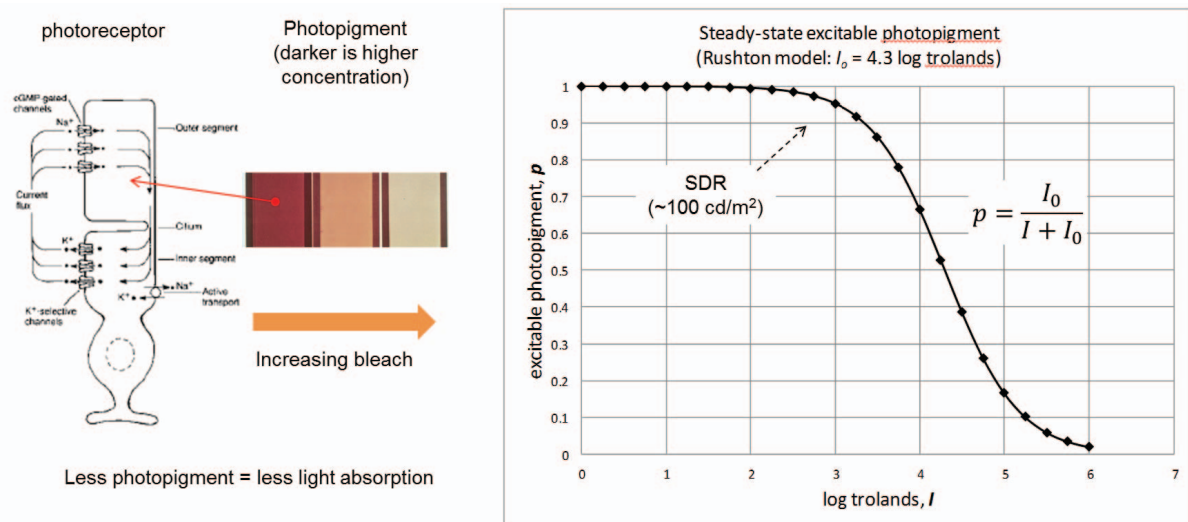 photoreceptor
Photopigment
(darker is higher
concentration)
cGMP-gated
channels
Na+
Outer segment
Current
flux
Cilium
K+
Inner segment
Na+
K+
Active
transport
K+-selective
channels
Increasing bleach
Less photopigment = less light absorption
Steady-state excitable photopigment
(Rushton model: Io = 4.3 log trolands)
1
0.9
0.8
0.7
0.6
0.5
0.4
0.3
0.2
0.1
0
excitable photopigment, p
SDR
(~100 cd/m²)
p = I0 / (I + I0)
0 1 2 3 4 5 6 7
log trolands, I